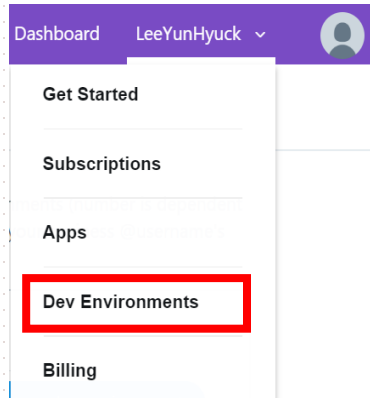 Dashboard LeeYunHyuck
Get Started
Subscriptions
Apps
Dev Environments
Billing